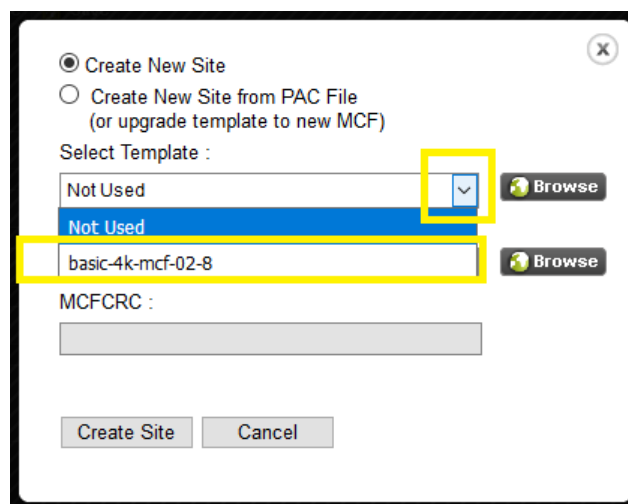 x
Create New Site
Create New Site from PAC File
(or upgrade template to new MCF)
Select Template :
Not Used
Browse
Not Used
basic-4k-mcf-02-8
Browse
MCFCRC :
Create Site
Cancel